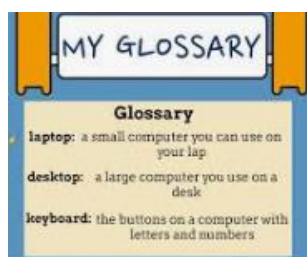 MY GLOSSARY
Glossary
laptop: a small computer you can use on
your lap
desktop: a large computer you use on a
desk
keyboard: the buttons on a computer with
letters and numbers